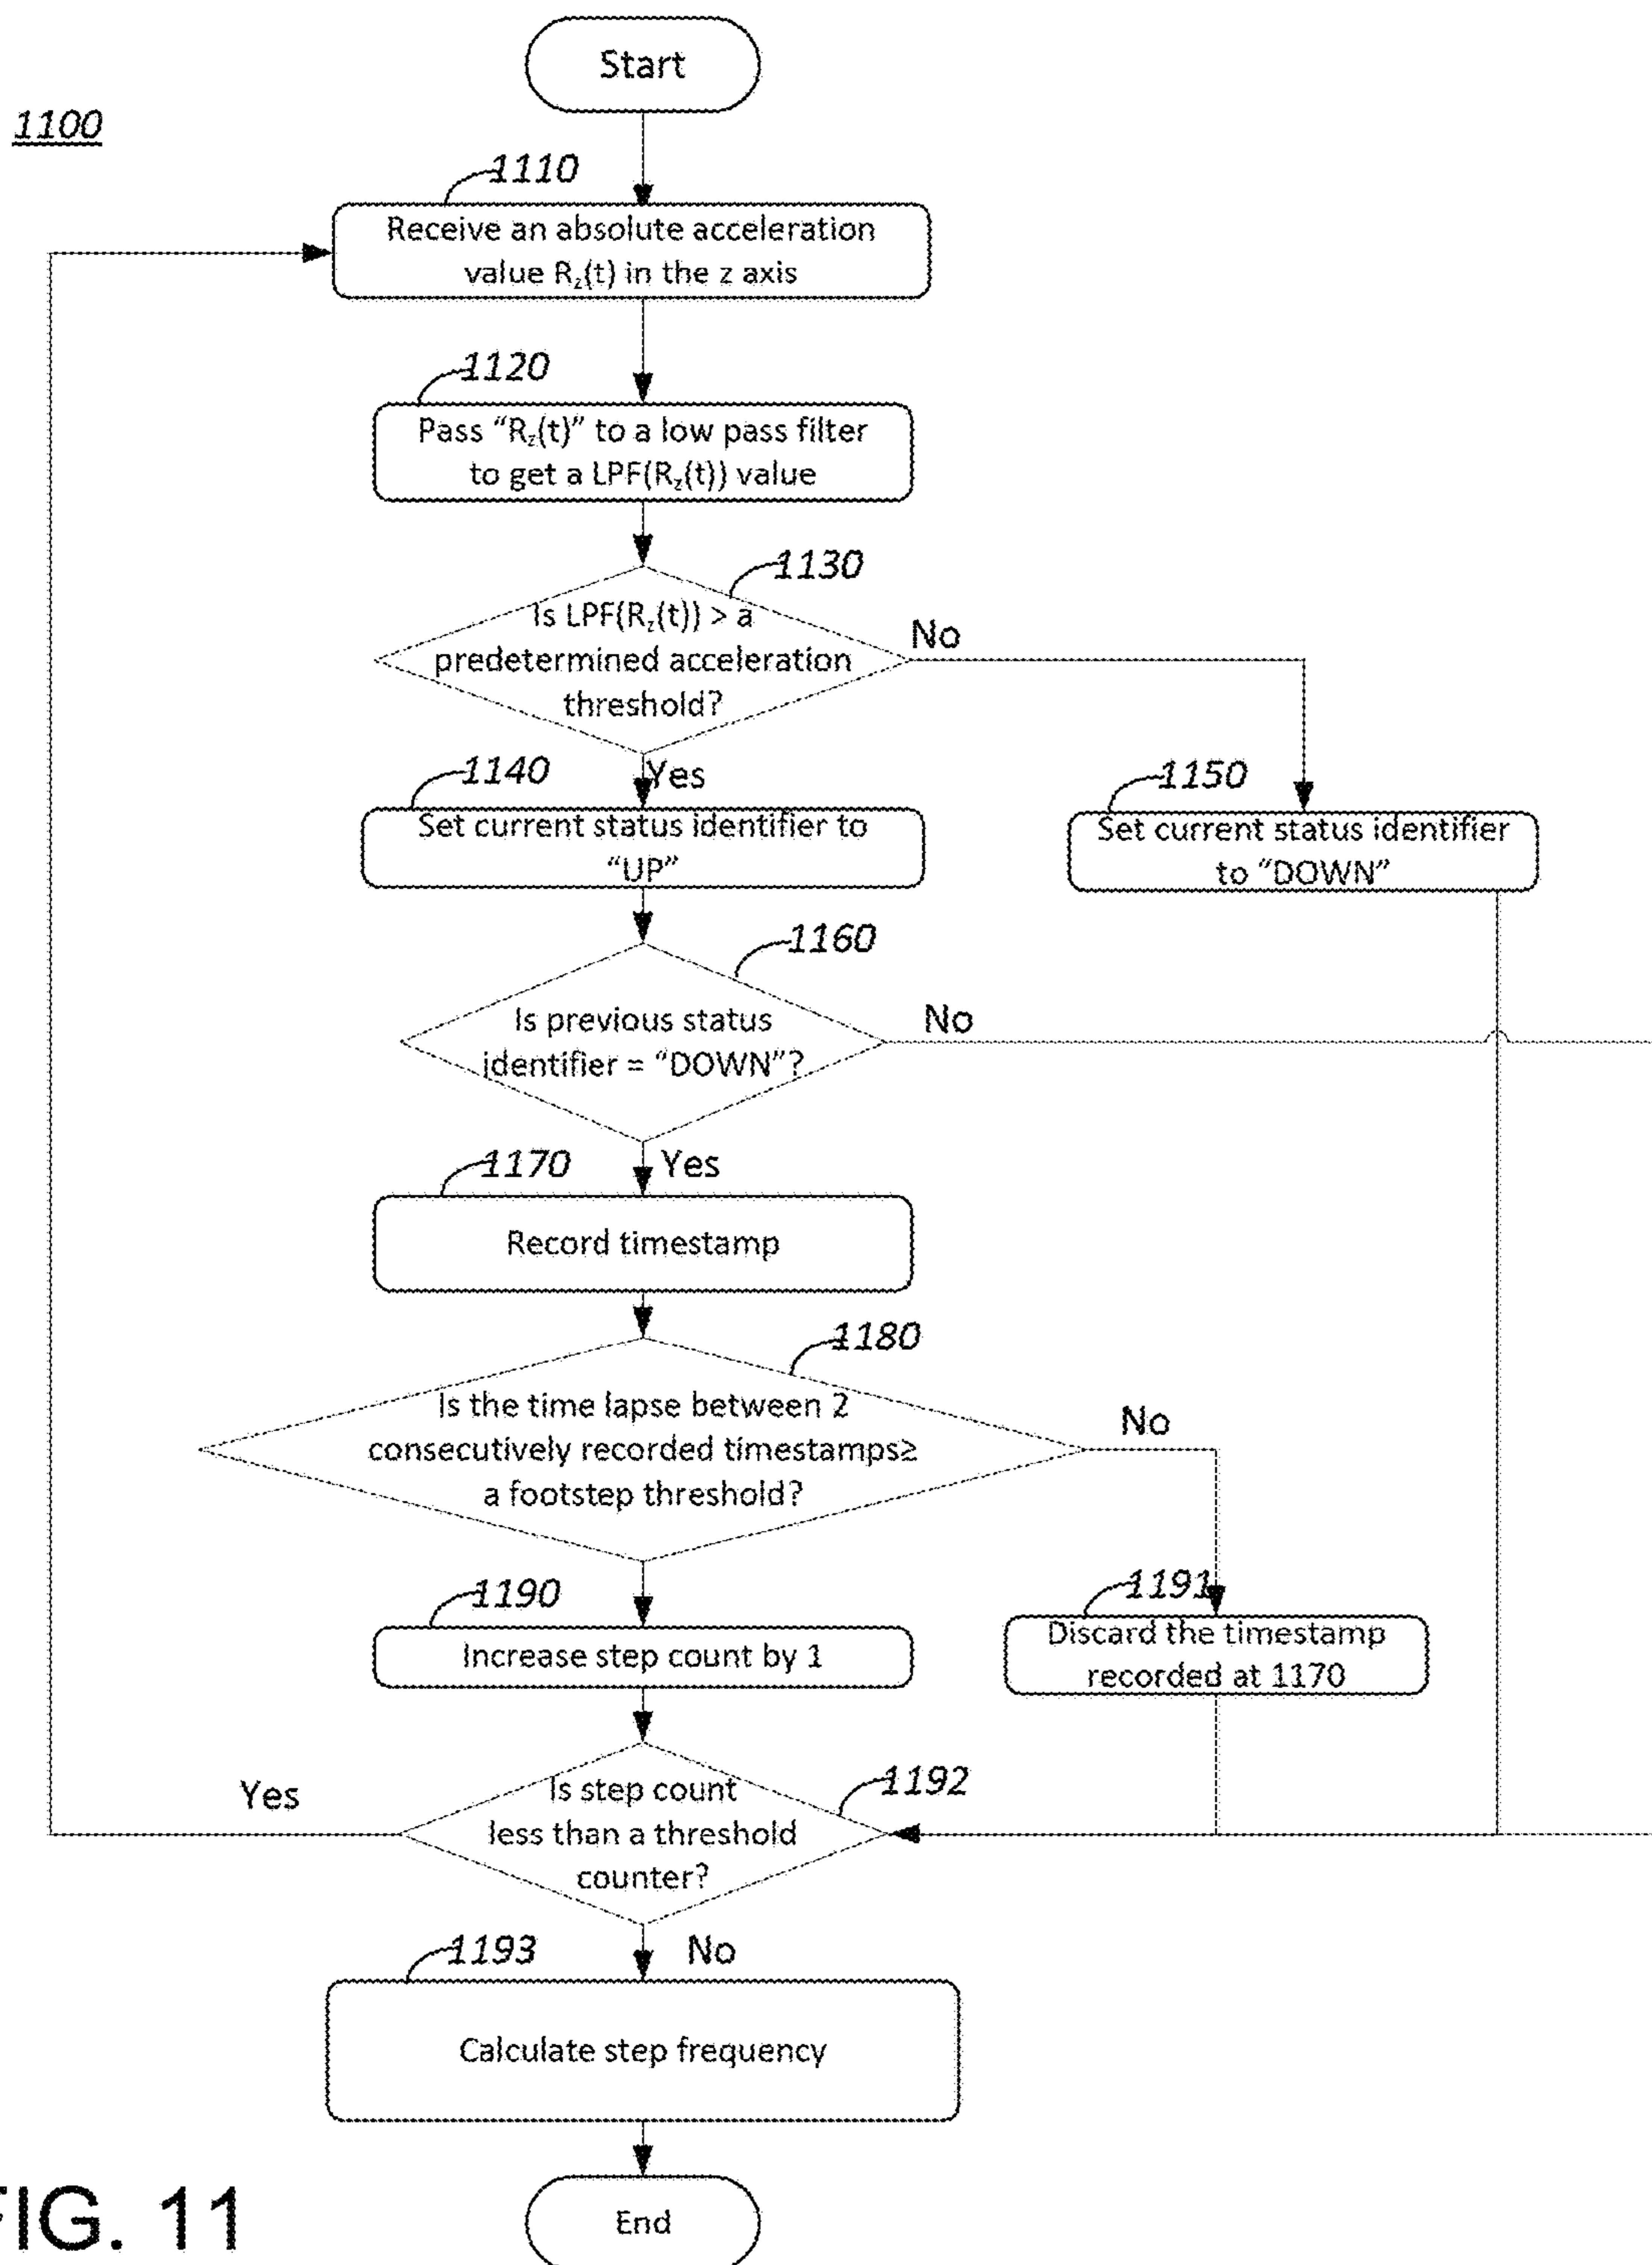 Start
1100
1110
Receive an absolute acceleration
value Rz(t) in the z axis
1120
Pass “Rz(t)” to a low pass filter
to get a LPF(Rz(t)) value
1130
Is LPF(Rz(t)) > a
predetermined acceleration
threshold?
No
Yes
1140
Set current status identifier to
“UP”
1150
Set current status identifier
to “DOWN”
1160
Is previous status
identifier = “DOWN”?
No
Yes
1170
Record timestamp
1180
Is the time lapse between 2
consecutively recorded timestamps≥
a footstep threshold?
No
1190
Increase step count by 1
1191
Discard the timestamp
recorded at 1170
1192
Is step count
less than a threshold
counter?
Yes
No
1193
Calculate step frequency
End
FIG. 11